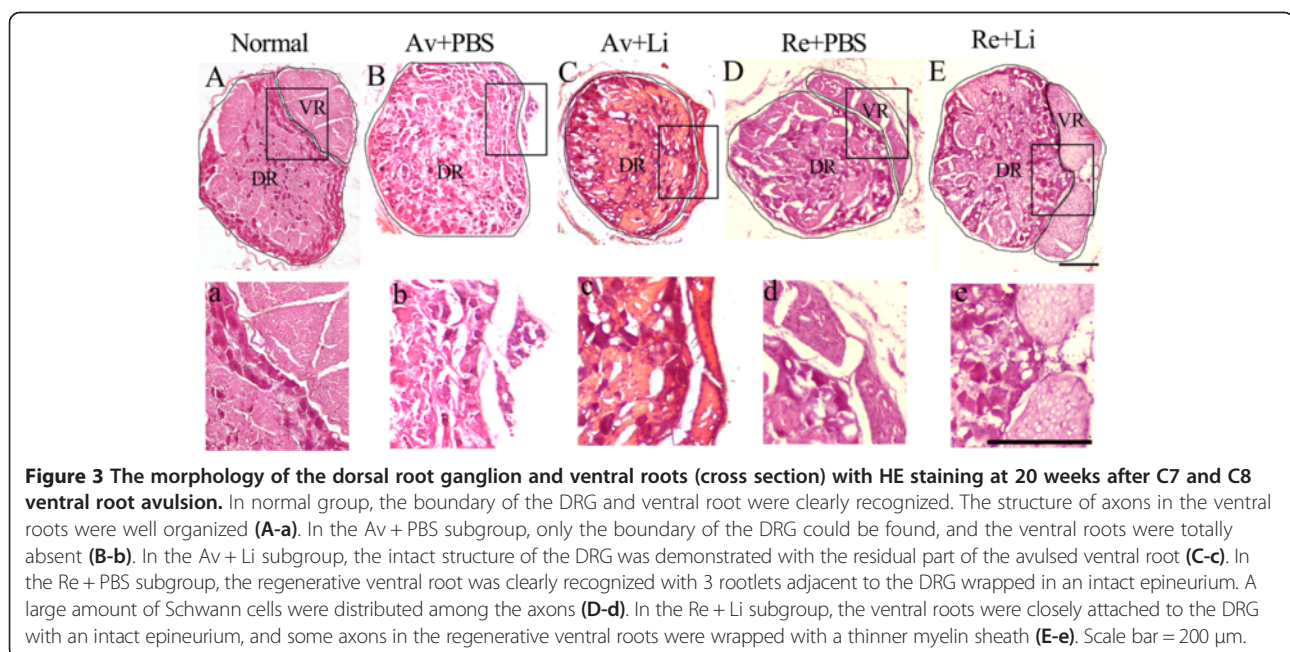 Normal Av+PBS Av+Li Re+PBS Re+Li
A B C D E
VR VR VR
DR DR DR DR DR
a b c d e
Figure 3 The morphology of the dorsal root ganglion and ventral roots (cross section) with HE staining at 20 weeks after C7 and C8
ventral root avulsion. In normal group, the boundary of the DRG and ventral root were clearly recognized. The structure of axons in the ventral
roots were well organized (A-a). In the Av + PBS subgroup, only the boundary of the DRG could be found, and the ventral roots were totally
absent (B-b). In the Av + Li subgroup, the intact structure of the DRG was demonstrated with the residual part of the avulsed ventral root (C-c). In
the Re + PBS subgroup, the regenerative ventral root was clearly recognized with 3 rootlets adjacent to the DRG wrapped in an intact epineurium. A
large amount of Schwann cells were distributed among the axons (D-d). In the Re + Li subgroup, the ventral roots were closely attached to the DRG
with an intact epineurium, and some axons in the regenerative ventral roots were wrapped with a thinner myelin sheath (E-e). Scale bar = 200 μm.